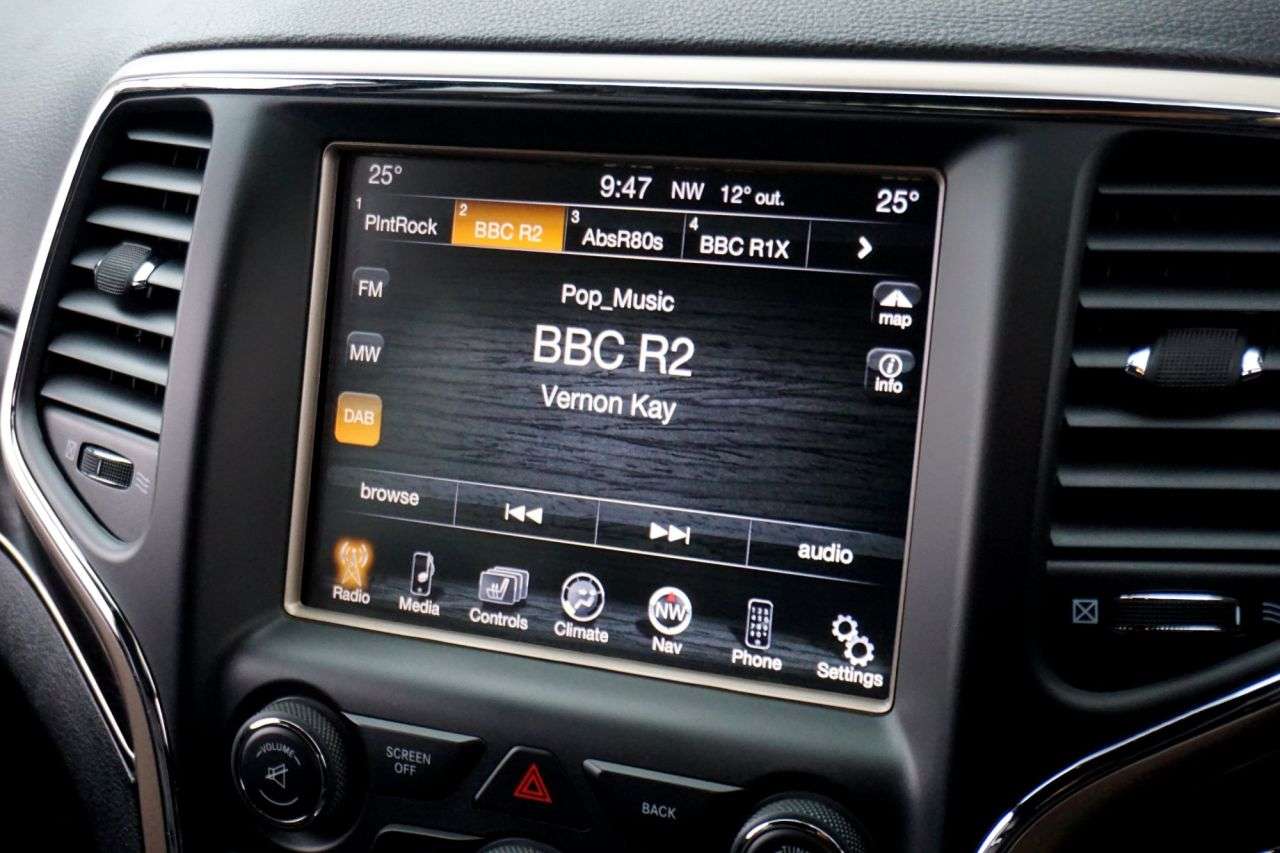 25° 9:47 NW 12° out. 25°
1 PlntRock 2 BBC R2 3 AbsR80s 4 BBC R1X
FM Pop_Music map
MW BBC R2 info
DAB Vernon Kay
browse audio
Radio Media Controls Climate NW Nav Phone Settings
VOLUME SCREEN OFF BACK